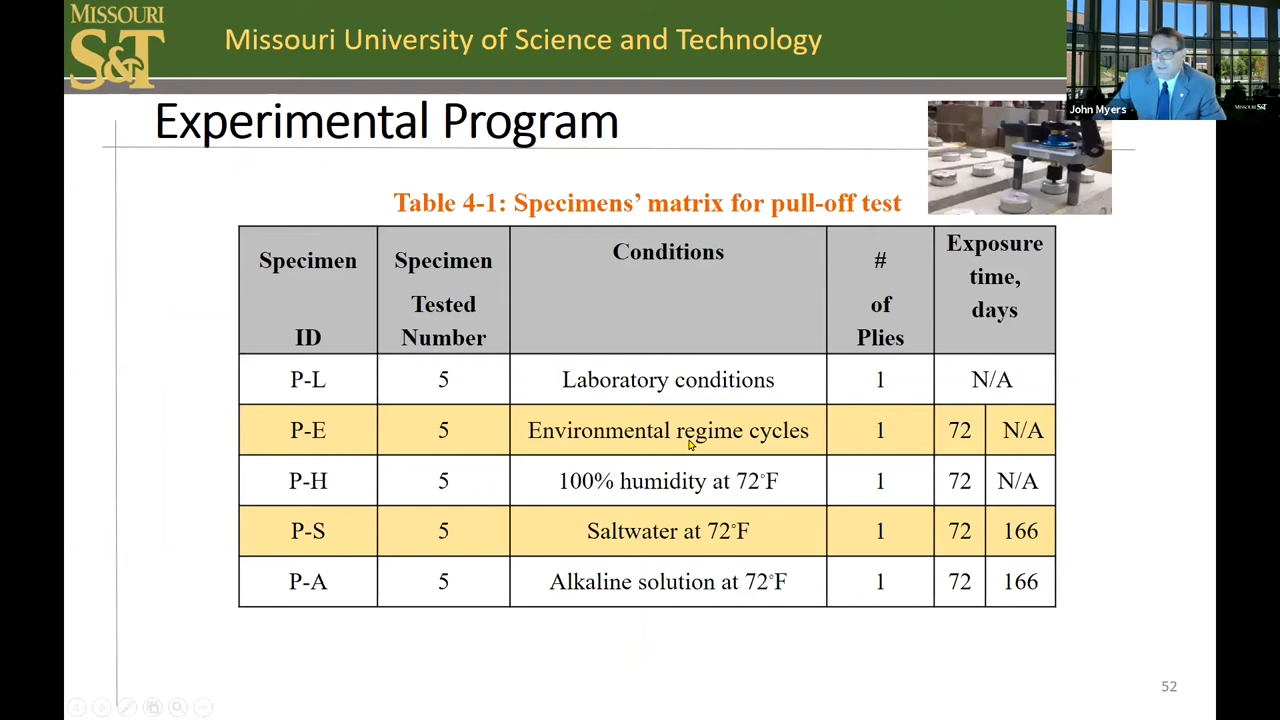 MISSOURI
S&T
Missouri University of Science and Technology
John Myers
MISSOURI S&T
Experimental Program
Table 4-1: Specimens’ matrix for pull-off test
Specimen ID | Specimen Tested Number | Conditions | # of Plies | Exposure time, days
P-L | 5 | Laboratory conditions | 1 | N/A
P-E | 5 | Environmental regime cycles | 1 | 72 | N/A
P-H | 5 | 100% humidity at 72°F | 1 | 72 | N/A
P-S | 5 | Saltwater at 72°F | 1 | 72 | 166
P-A | 5 | Alkaline solution at 72°F | 1 | 72 | 166
52